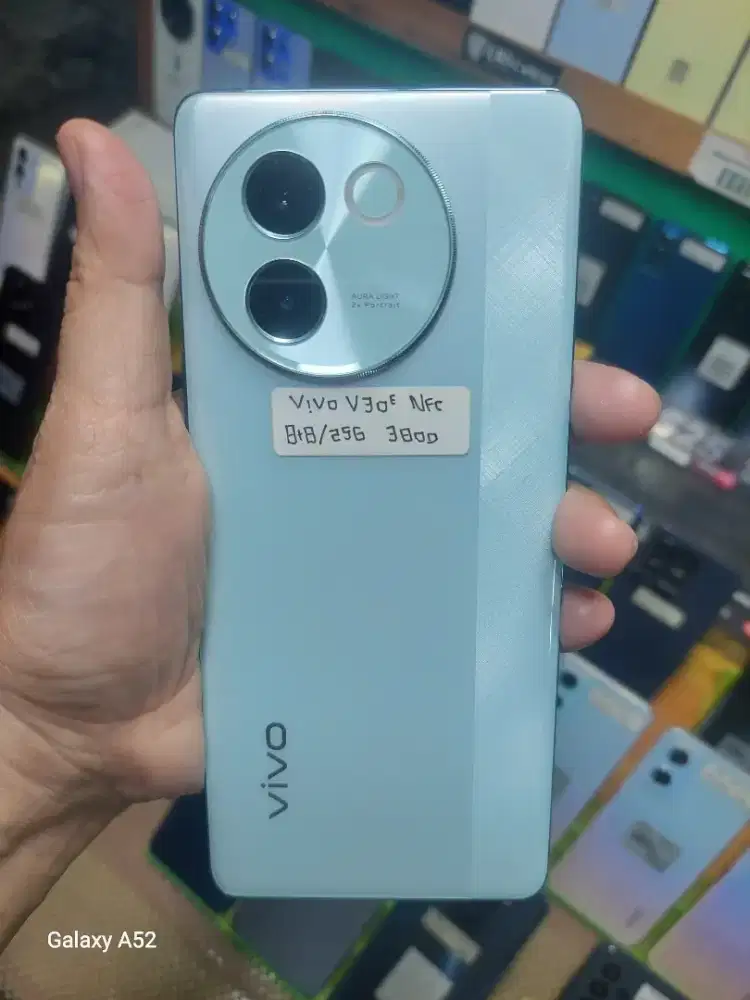 AURA LIGHT
2x Portrait
Vivo V30E NFC
8+8/256 3800
vivo
Galaxy A52